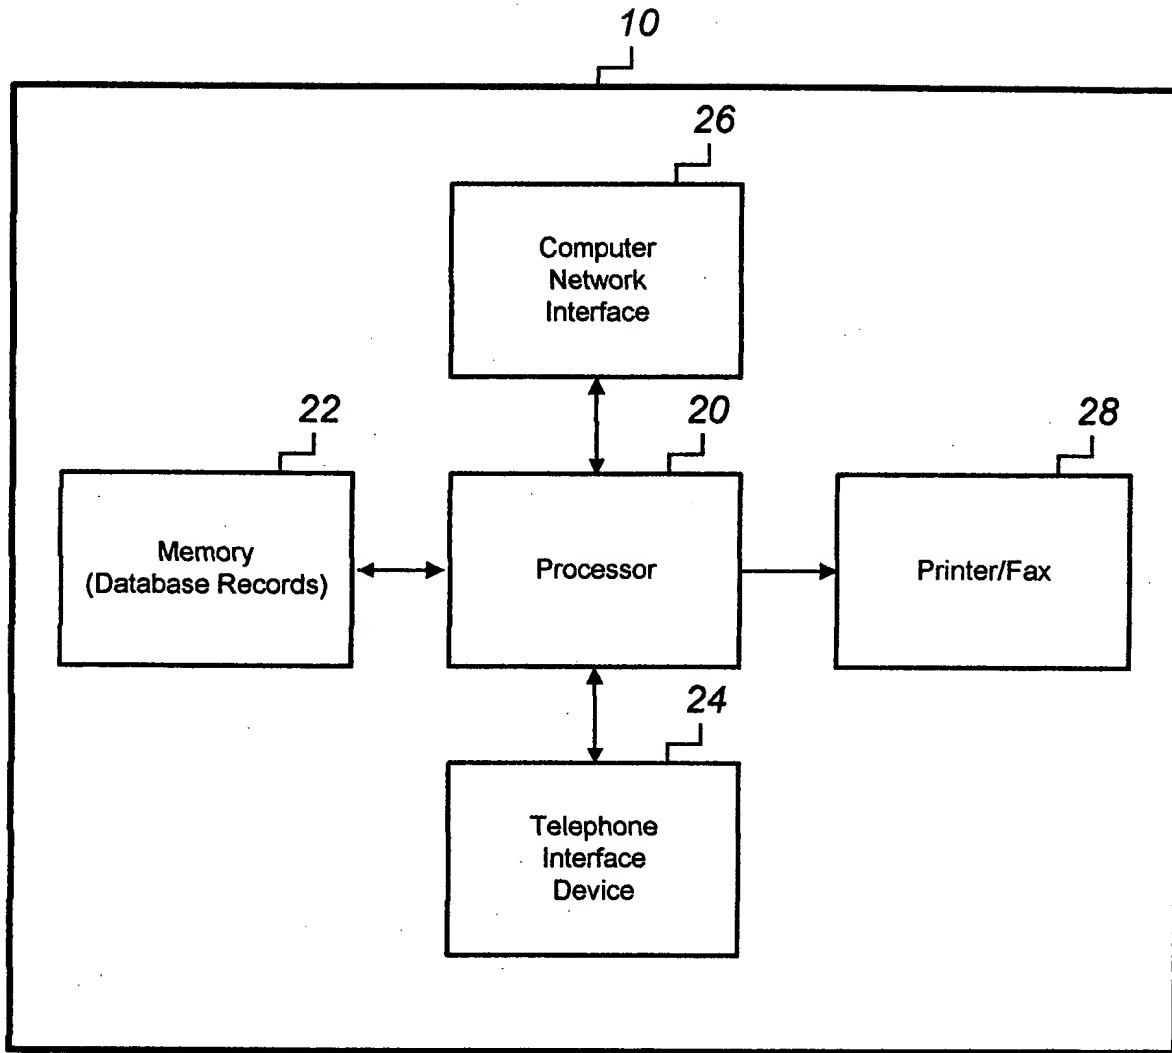 10
26
Computer
Network
Interface
22
20
28
Memory
(Database Records)
Processor
Printer/Fax
24
Telephone
Interface
Device